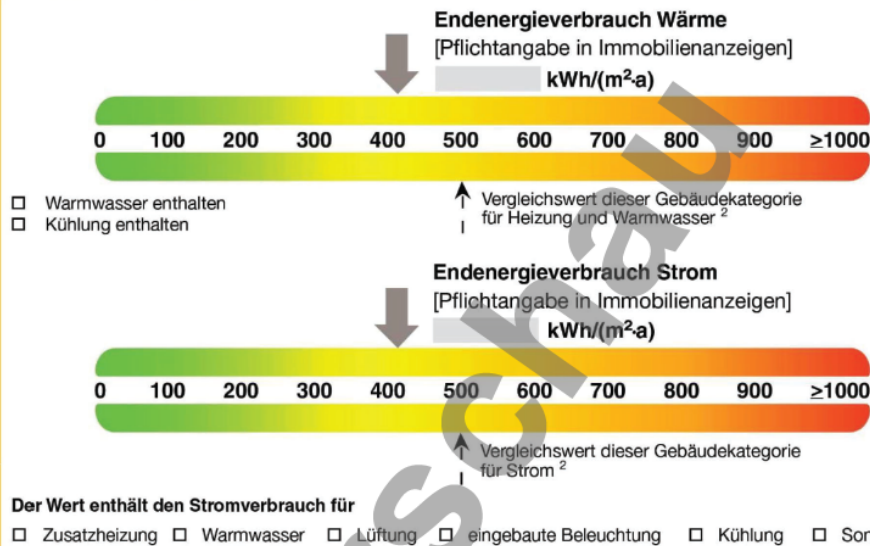 Endenergieverbrauch Wärme
[Pflichtangabe in Immobilienanzeigen]
kWh/(m²·a)
0 100 200 300 400 500 600 700 800 900 ≥1000
☐ Warmwasser enthalten
☐ Kühlung enthalten
Vergleichswert dieser Gebäudekategorie
für Heizung und Warmwasser ²
Endenergieverbrauch Strom
[Pflichtangabe in Immobilienanzeigen]
kWh/(m²·a)
0 100 200 300 400 500 600 700 800 900 ≥1000
Vergleichswert dieser Gebäudekategorie
für Strom ²
Der Wert enthält den Stromverbrauch für
☐ Zusatzheizung ☐ Warmwasser ☐ Lüftung ☐ eingebaute Beleuchtung ☐ Kühlung ☐ Son
schau